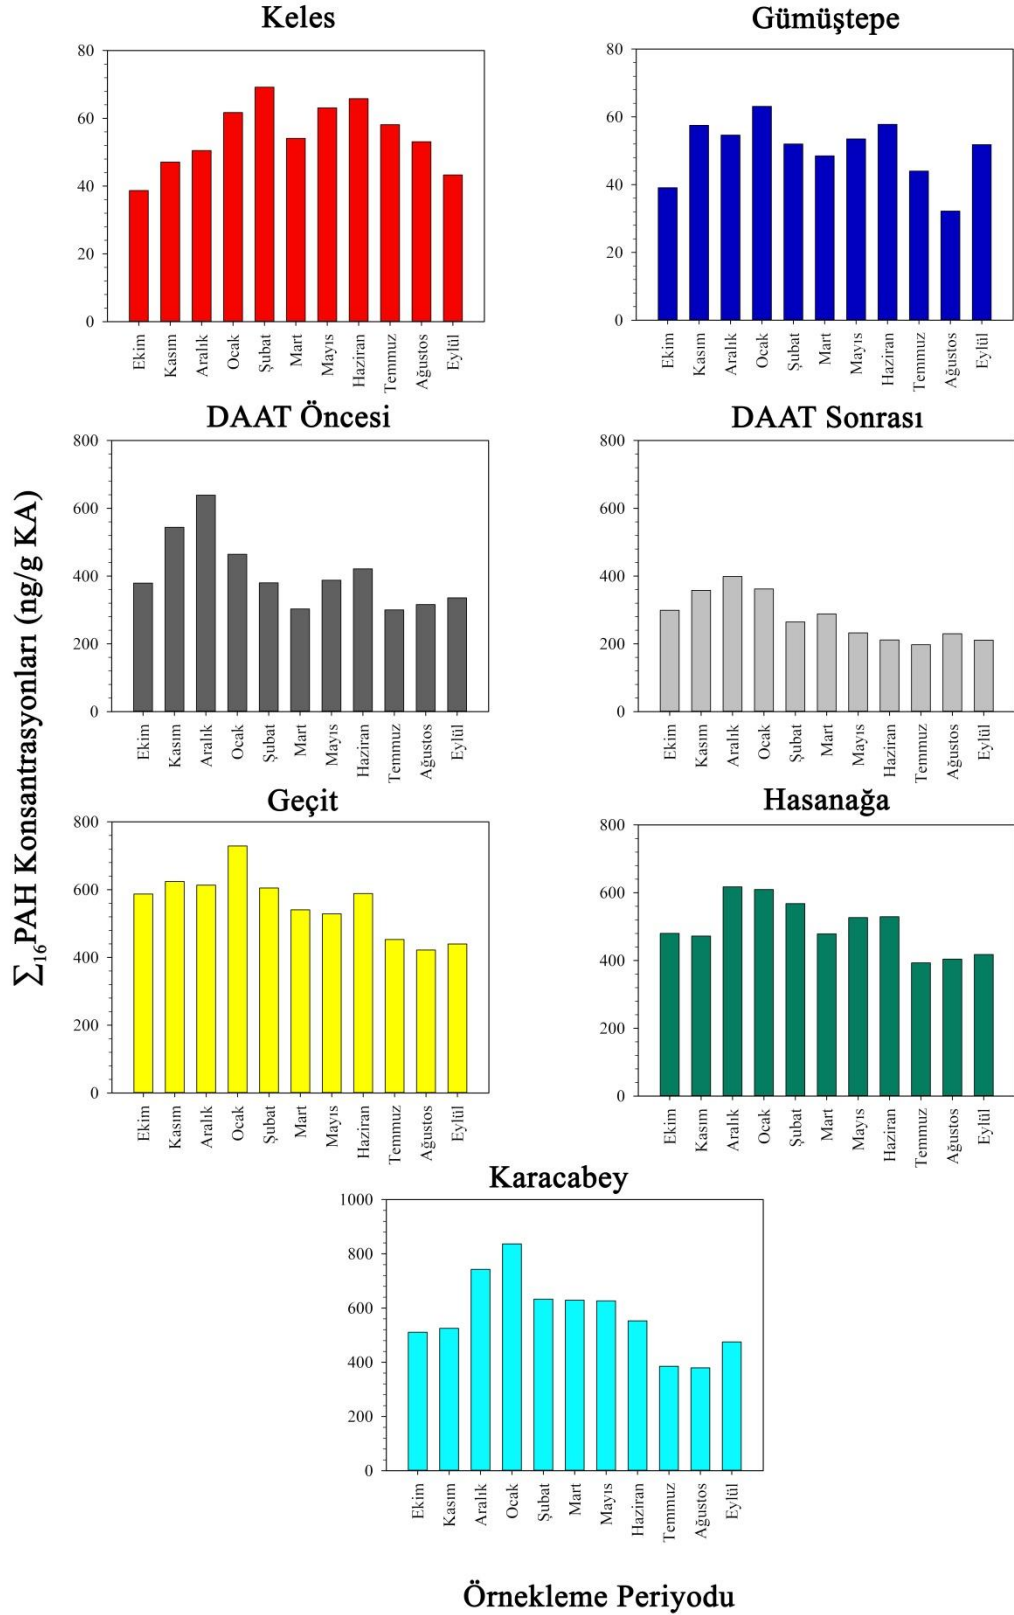 Keles
Gümüştepe
80
60
40
20
0
Ekim
Kasım
Aralık
Ocak
Şubat
Mart
Mayıs
Haziran
Temmuz
Ağustos
Eylül
80
60
40
20
0
Ekim
Kasım
Aralık
Ocak
Şubat
Mart
Mayıs
Haziran
Temmuz
Ağustos
Eylül
DAAT Öncesi
DAAT Sonrası
800
600
400
200
0
Ekim
Kasım
Aralık
Ocak
Şubat
Mart
Mayıs
Haziran
Temmuz
Ağustos
Eylül
800
600
400
200
0
Ekim
Kasım
Aralık
Ocak
Şubat
Mart
Mayıs
Haziran
Temmuz
Ağustos
Eylül
∑16PAH Konsantrasyonları (ng/g KA)
Geçit
Hasanağa
800
600
400
200
0
Ekim
Kasım
Aralık
Ocak
Şubat
Mart
Mayıs
Haziran
Temmuz
Ağustos
Eylül
800
600
400
200
0
Ekim
Kasım
Aralık
Ocak
Şubat
Mart
Mayıs
Haziran
Temmuz
Ağustos
Eylül
Karacabey
1000
800
600
400
200
0
Ekim
Kasım
Aralık
Ocak
Şubat
Mart
Mayıs
Haziran
Temmuz
Ağustos
Eylül
Örnekleme Periyodu